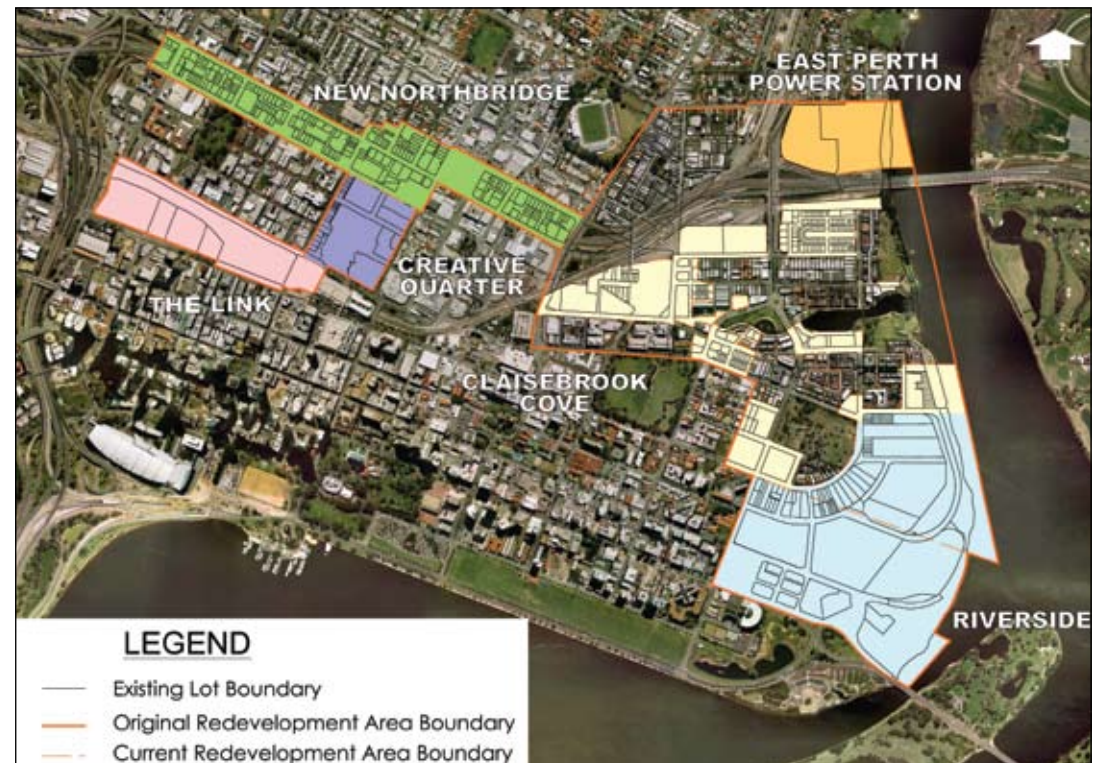 EAST PERTH
POWER STATION
NEW NORTHBRIDGE
CREATIVE
QUARTER
THE LINK
CLAISEBROOK
COVE
RIVERSIDE
LEGEND
Existing Lot Boundary
Original Redevelopment Area Boundary
Current Redevelopment Area Boundary